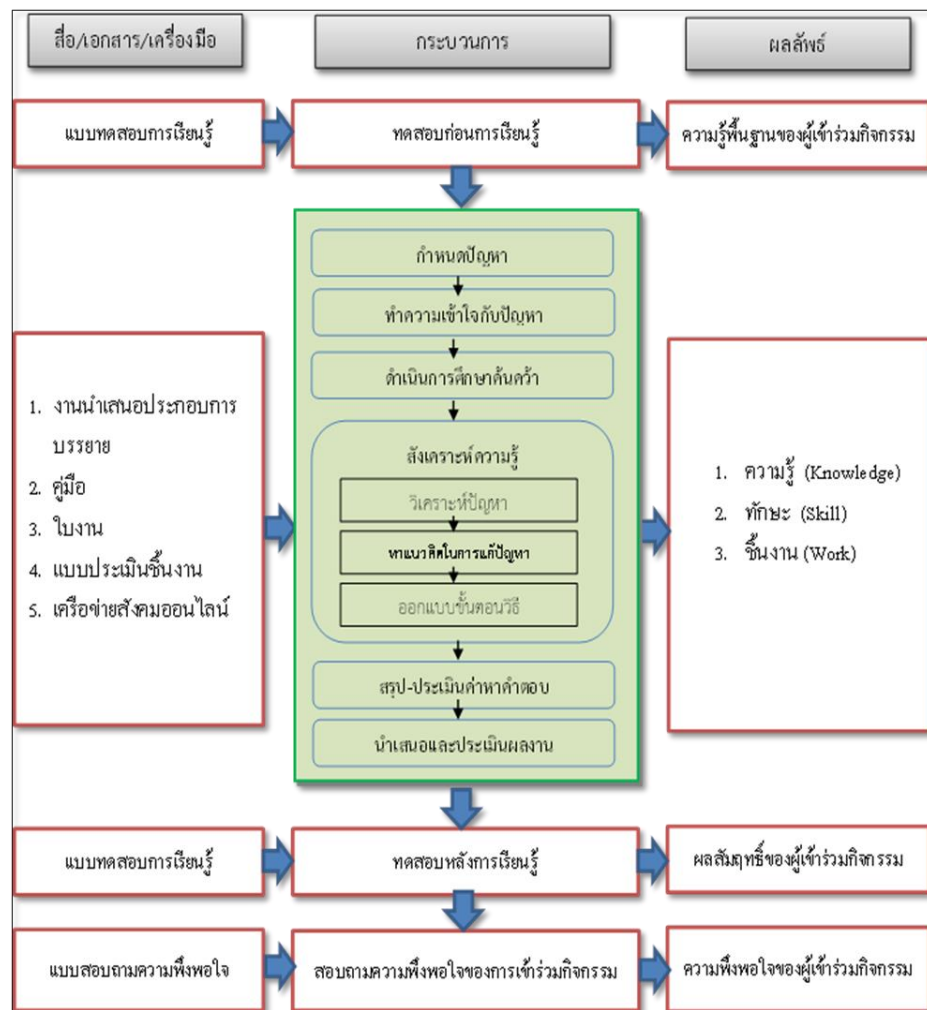 สื่อ/เอกสาร/เครื่องมือ
กระบวนการ
ผลลัพธ์
แบบทดสอบการเรียนรู้
ทดสอบก่อนการเรียนรู้
ความรู้พื้นฐานของผู้เข้าร่วมกิจกรรม
1. งานนำเสนอประกอบการ
บรรยาย
2. คู่มือ
3. ใบงาน
4. แบบประเมินชิ้นงาน
5. เครือข่ายสังคมออนไลน์
กำหนดปัญหา
ทำความเข้าใจกับปัญหา
ดำเนินการศึกษาค้นคว้า
สังเคราะห์ความรู้
วิเคราะห์ปัญหา
หาแนวคิดในการแก้ปัญหา
ออกแบบขั้นตอนวิธี
สรุป-ประเมินค่าหาคำตอบ
นำเสนอและประเมินผลงาน
1. ความรู้ (Knowledge)
2. ทักษะ (Skill)
3. ชิ้นงาน (Work)
แบบทดสอบการเรียนรู้
ทดสอบหลังการเรียนรู้
ผลสัมฤทธิ์ของผู้เข้าร่วมกิจกรรม
แบบสอบถามความพึงพอใจ
สอบถามความพึงพอใจของการเข้าร่วมกิจกรรม
ความพึงพอใจของผู้เข้าร่วมกิจกรรม